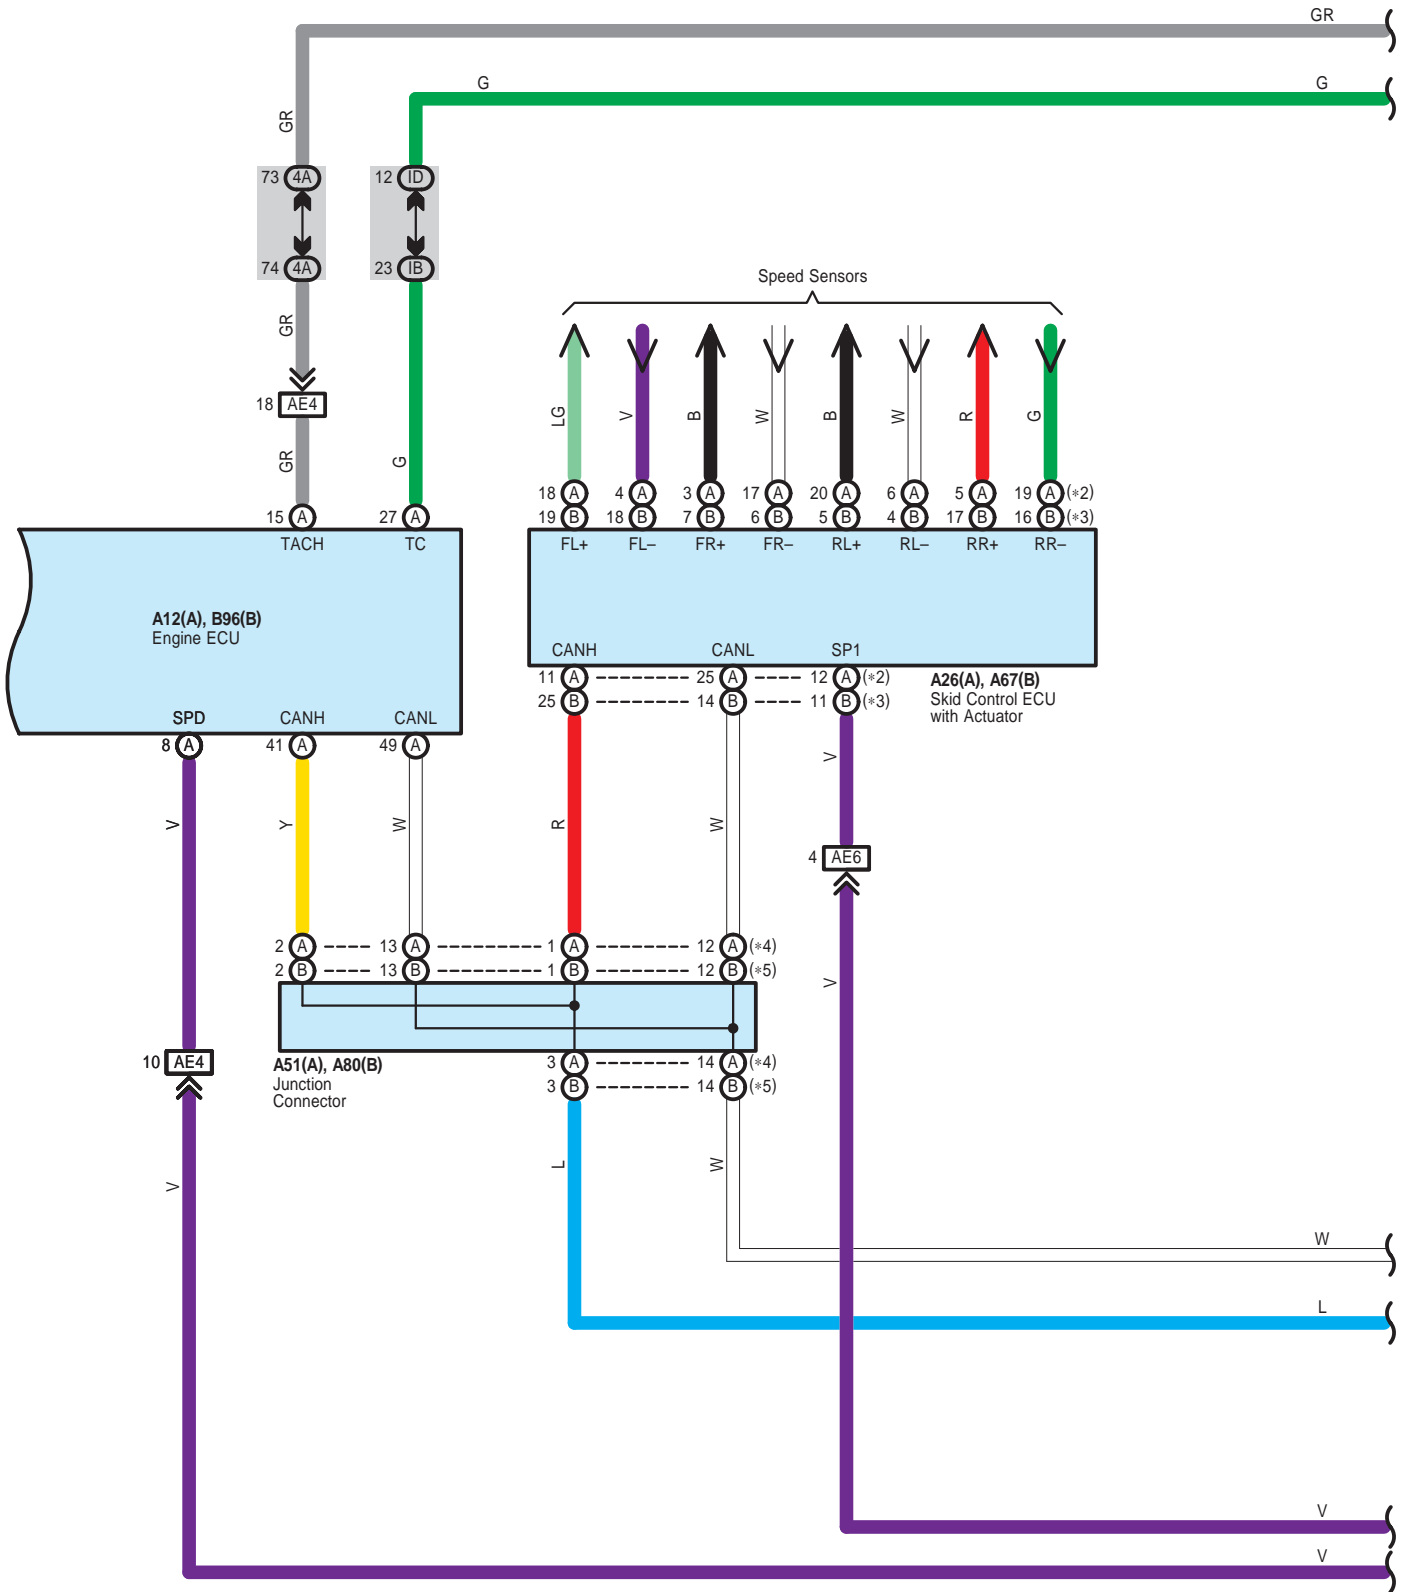 GR
G G
GR
73 4A 12 ID
74 4A 23 IB
Speed Sensors
GR
18 AE4
LG V B W B W R G
GR G
18 A 4 A 3 A 17 A 20 A 6 A 5 A 19 A (*2)
19 B 18 B 7 B 6 B 5 B 4 B 17 B 16 B (*3)
15 A 27 A
TACH TC
FL+ FL– FR+ FR– RL+ RL– RR+ RR–
A12(A), B96(B)
Engine ECU
CANH CANL SP1
11 A 25 A 12 A (*2)
25 B 14 B 11 B (*3)
A26(A), A67(B)
Skid Control ECU
with Actuator
SPD CANH CANL
8 A 41 A 49 A
V
V Y W R W
4 AE6
2 A 13 A 1 A 12 A (*4)
2 B 13 B 1 B 12 B (*5)
V
10 AE4
A51(A), A80(B)
Junction
Connector
3 A 14 A (*4)
3 B 14 B (*5)
V L W
W
L
V
V